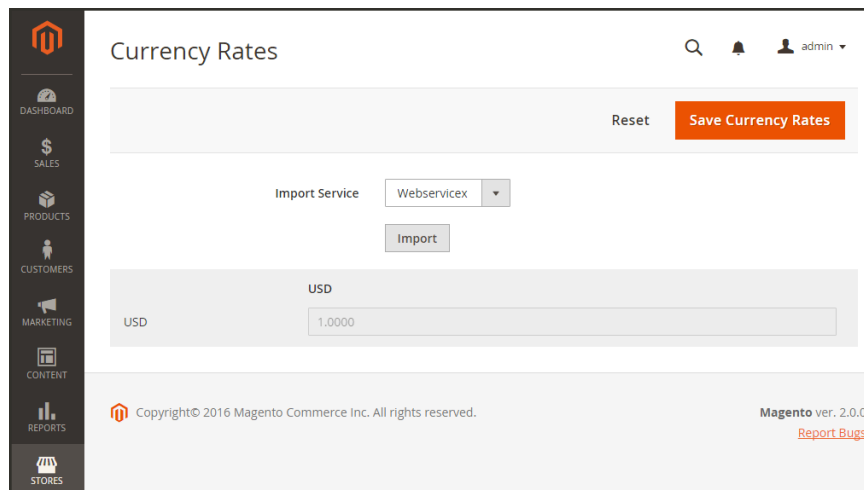 Currency Rates
admin
DASHBOARD
Reset
Save Currency Rates
$
SALES
Import Service
Webservicex
PRODUCTS
Import
CUSTOMERS
USD
MARKETING
USD
1.0000
CONTENT
Copyright© 2016 Magento Commerce Inc. All rights reserved.
Magento ver. 2.0.0
REPORTS
Report Bugs
STORES